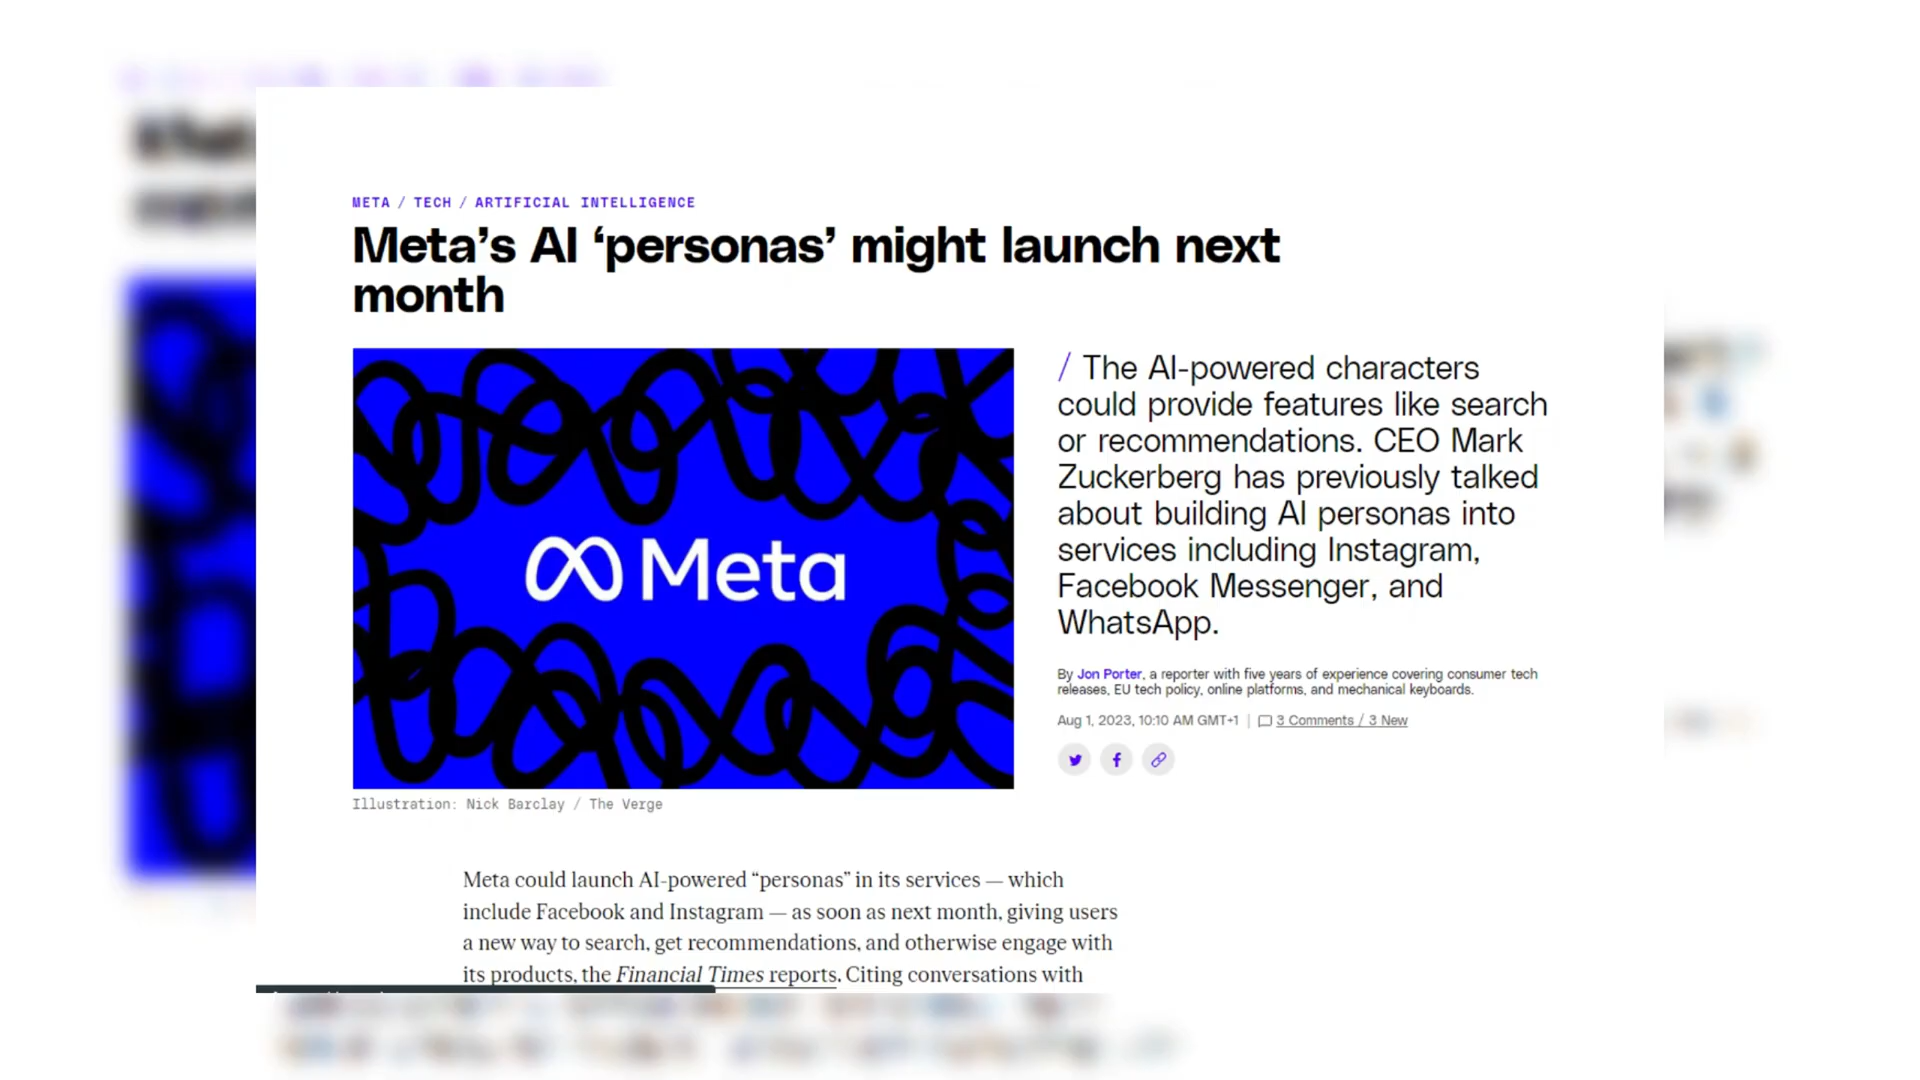 META / TECH / ARTIFICIAL INTELLIGENCE
Meta’s AI ‘personas’ might launch next
month
Meta
/ The AI-powered characters
could provide features like search
or recommendations. CEO Mark
Zuckerberg has previously talked
about building AI personas into
services including Instagram,
Facebook Messenger, and
WhatsApp.
By Jon Porter, a reporter with five years of experience covering consumer tech
releases, EU tech policy, online platforms, and mechanical keyboards.
Aug 1, 2023, 10:10 AM GMT+1 | 3 Comments / 3 New
Illustration: Nick Barclay / The Verge
Meta could launch AI-powered “personas” in its services — which
include Facebook and Instagram — as soon as next month, giving users
a new way to search, get recommendations, and otherwise engage with
its products, the Financial Times reports. Citing conversations with